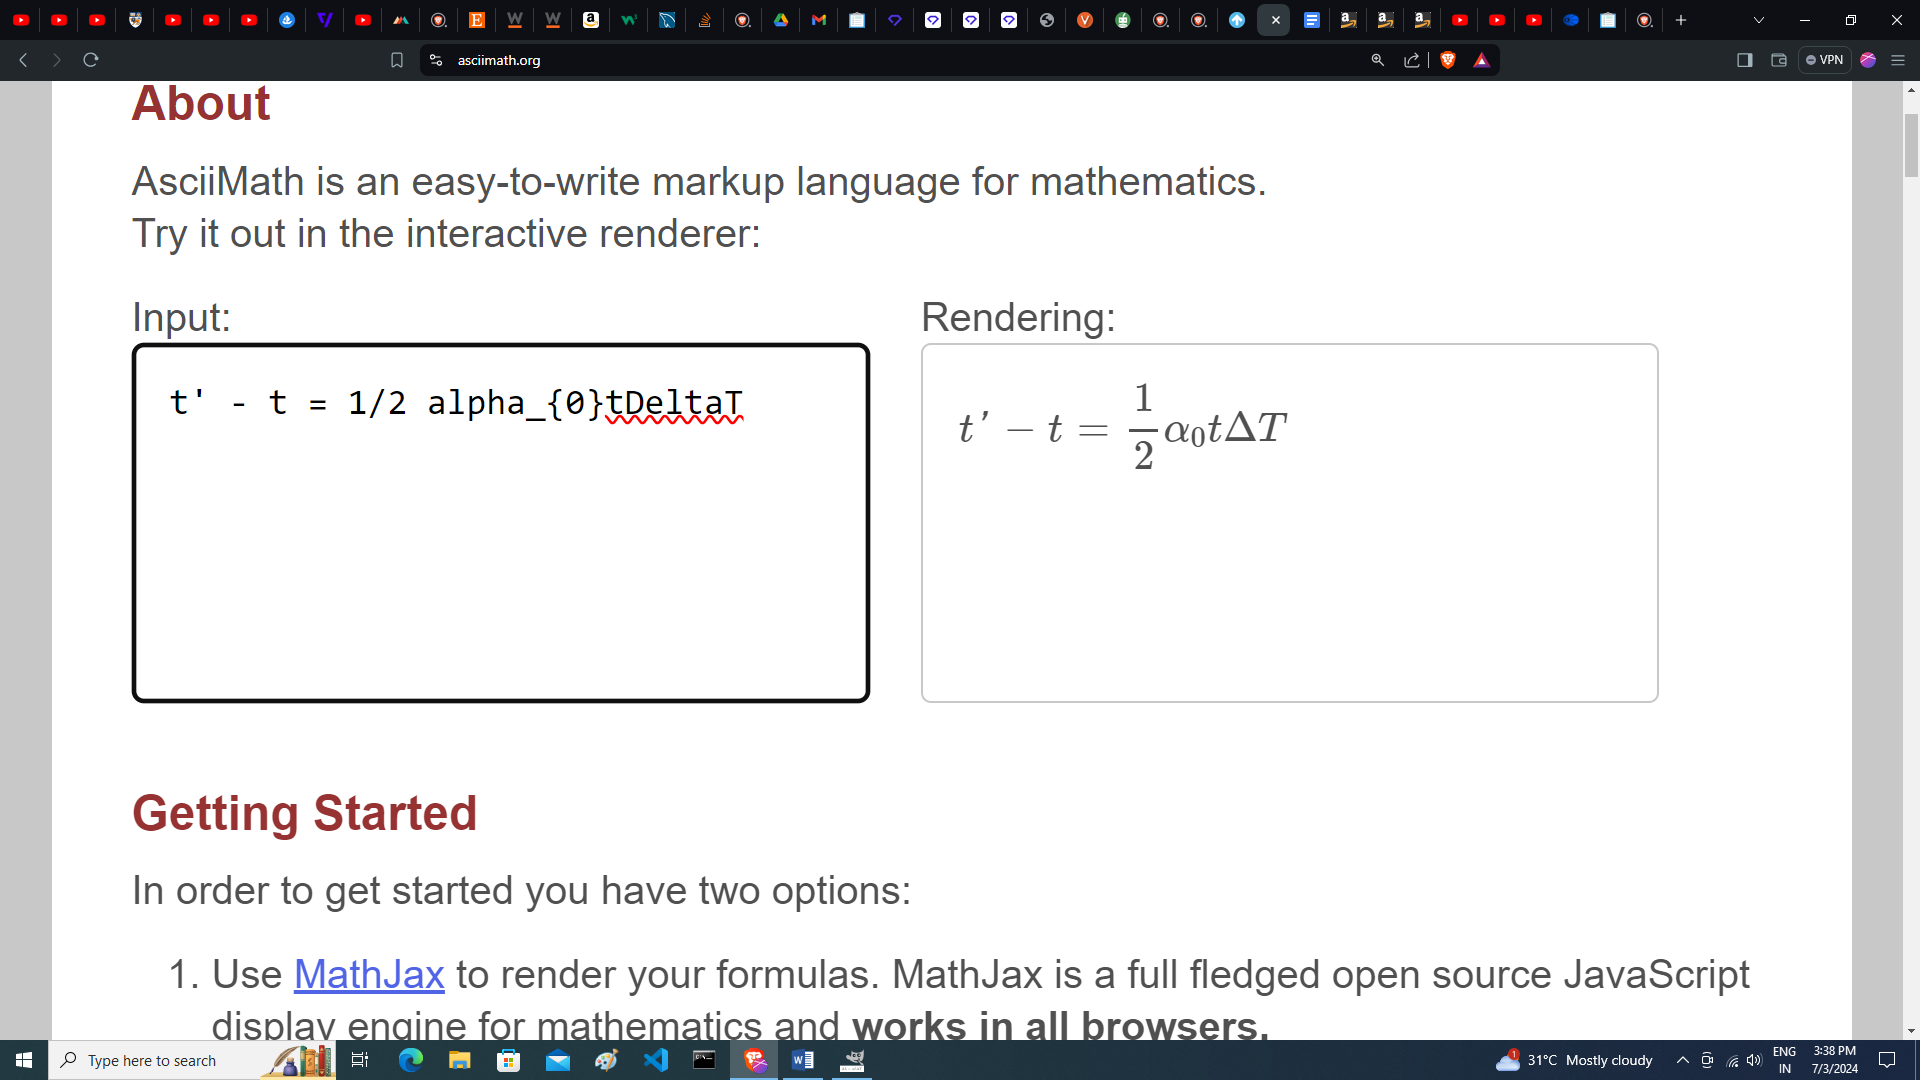 asciimath.org
VPN
About
AsciiMath is an easy-to-write markup language for mathematics.
Try it out in the interactive renderer:
Input:
Rendering:
t' - t = 1/2 alpha_{0}tDeltaT
t′ − t = 1/2 α₀tΔT
Getting Started
In order to get started you have two options:
1. Use MathJax to render your formulas. MathJax is a full fledged open source JavaScript
display engine for mathematics and works in all browsers.
Type here to search
1
31°C Mostly cloudy
ENG
IN
3:38 PM
7/3/2024